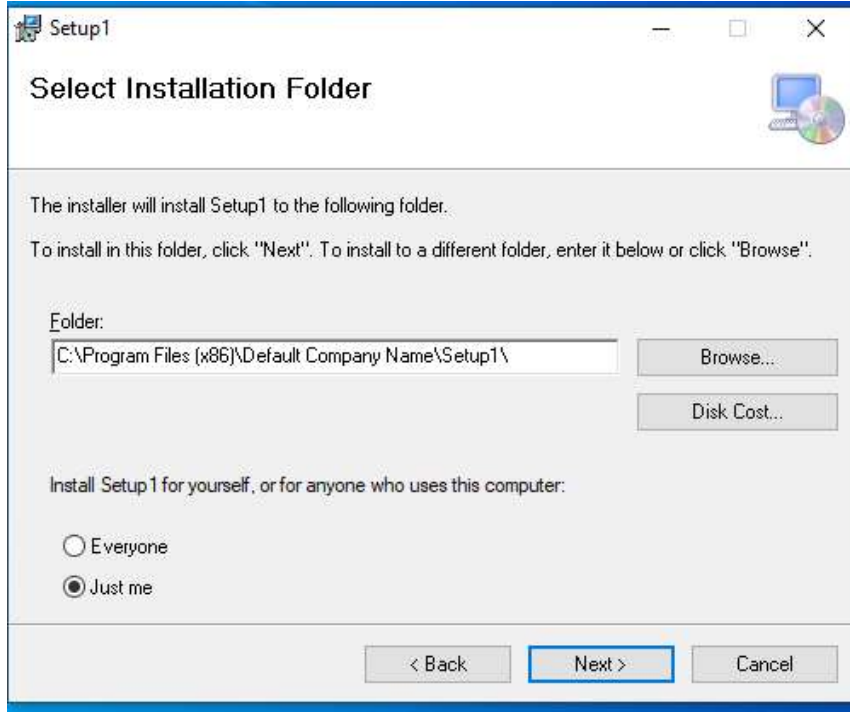 Setup1
Select Installation Folder
The installer will install Setup1 to the following folder.
To install in this folder, click "Next". To install to a different folder, enter it below or click "Browse".
Folder:
C:\Program Files (x86)\Default Company Name\Setup1\
Browse...
Disk Cost...
Install Setup1 for yourself, or for anyone who uses this computer:
Everyone
Just me
< Back
Next >
Cancel